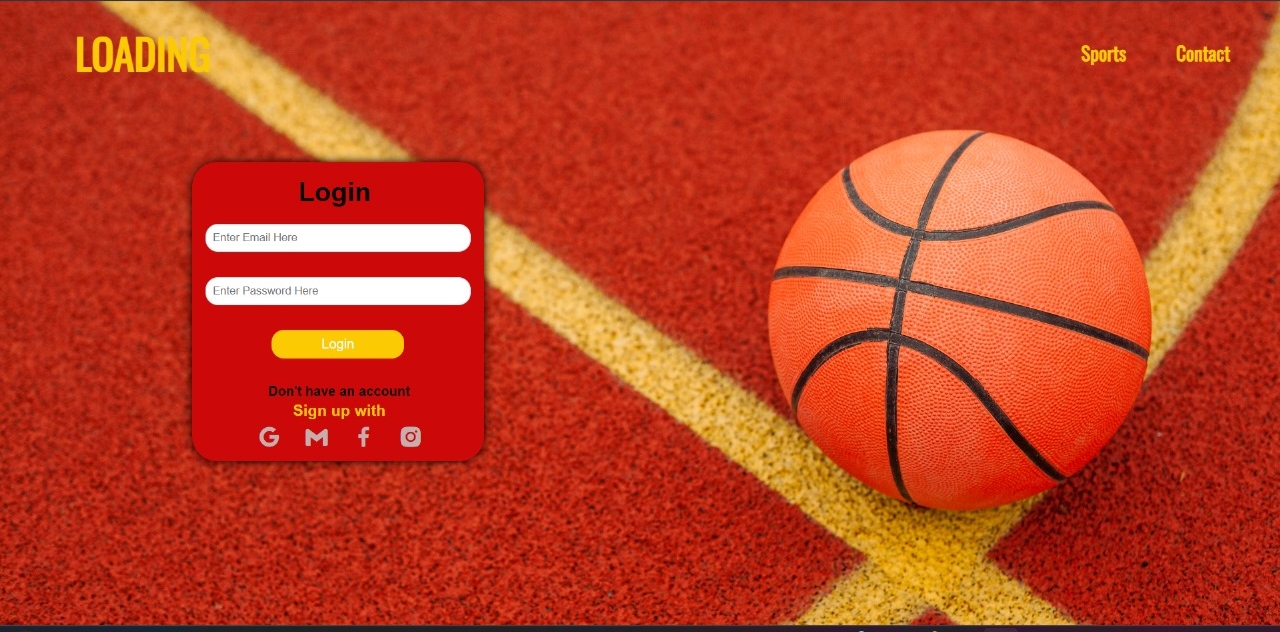 LOADING
Sports
Contact
Login
Enter Email Here
Enter Password Here
Login
Don't have an account
Sign up with